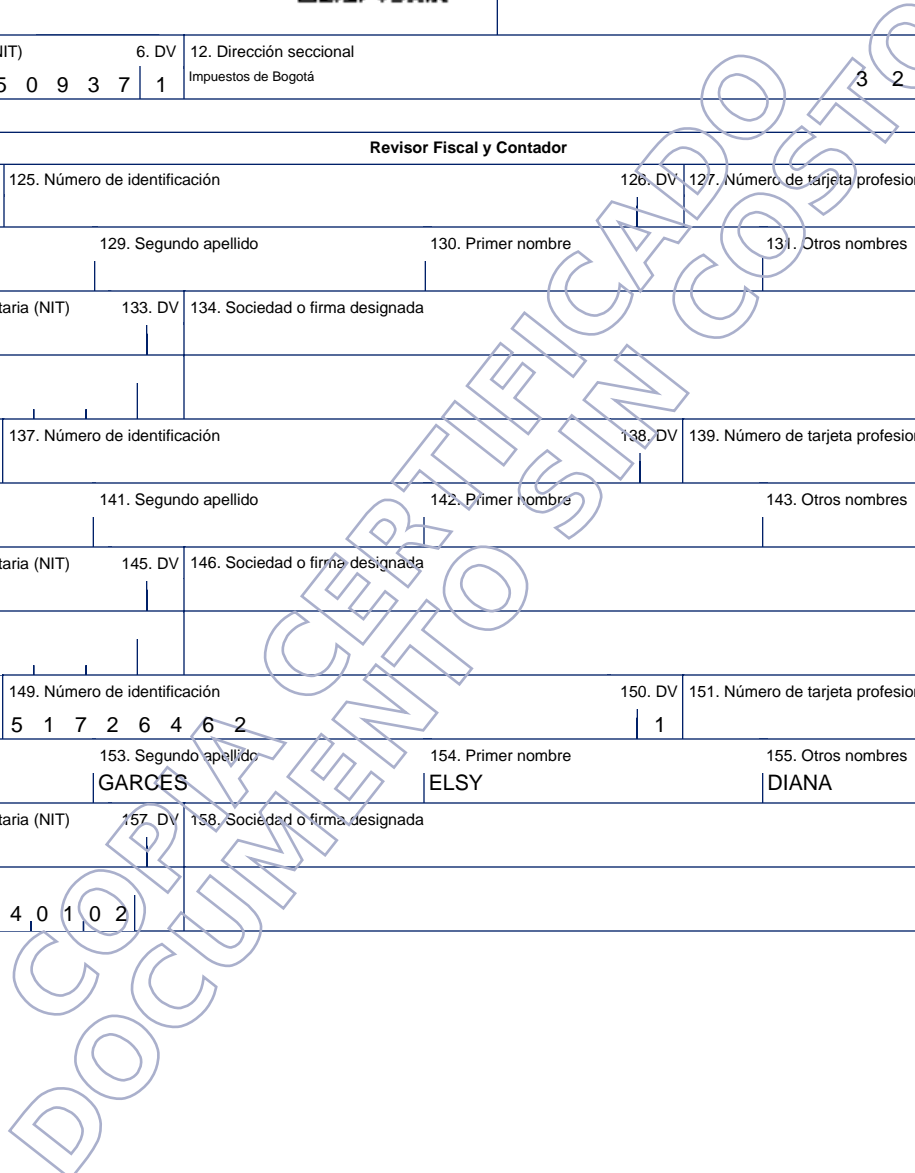 NIT) 6. DV 12. Dirección seccional
5 0 9 3 7 1 Impuestos de Bogotá 3 2
Revisor Fiscal y Contador
125. Número de identificación 126. DV 127. Número de tarjeta profesion
129. Segundo apellido 130. Primer nombre 131. Otros nombres
taria (NIT) 133. DV 134. Sociedad o firma designada
137. Número de identificación 138. DV 139. Número de tarjeta profesion
141. Segundo apellido 142. Primer nombre 143. Otros nombres
taria (NIT) 145. DV 146. Sociedad o firma designada
149. Número de identificación 150. DV 151. Número de tarjeta profesion
5 1 7 2 6 4 6 2 1
153. Segundo apellido 154. Primer nombre 155. Otros nombres
GARCES ELSY DIANA
taria (NIT) 157. DV 158. Sociedad o firma designada
4 0 1 0 2
COPIA CERTIFICADO
DOCUMENTO SIN COSTO